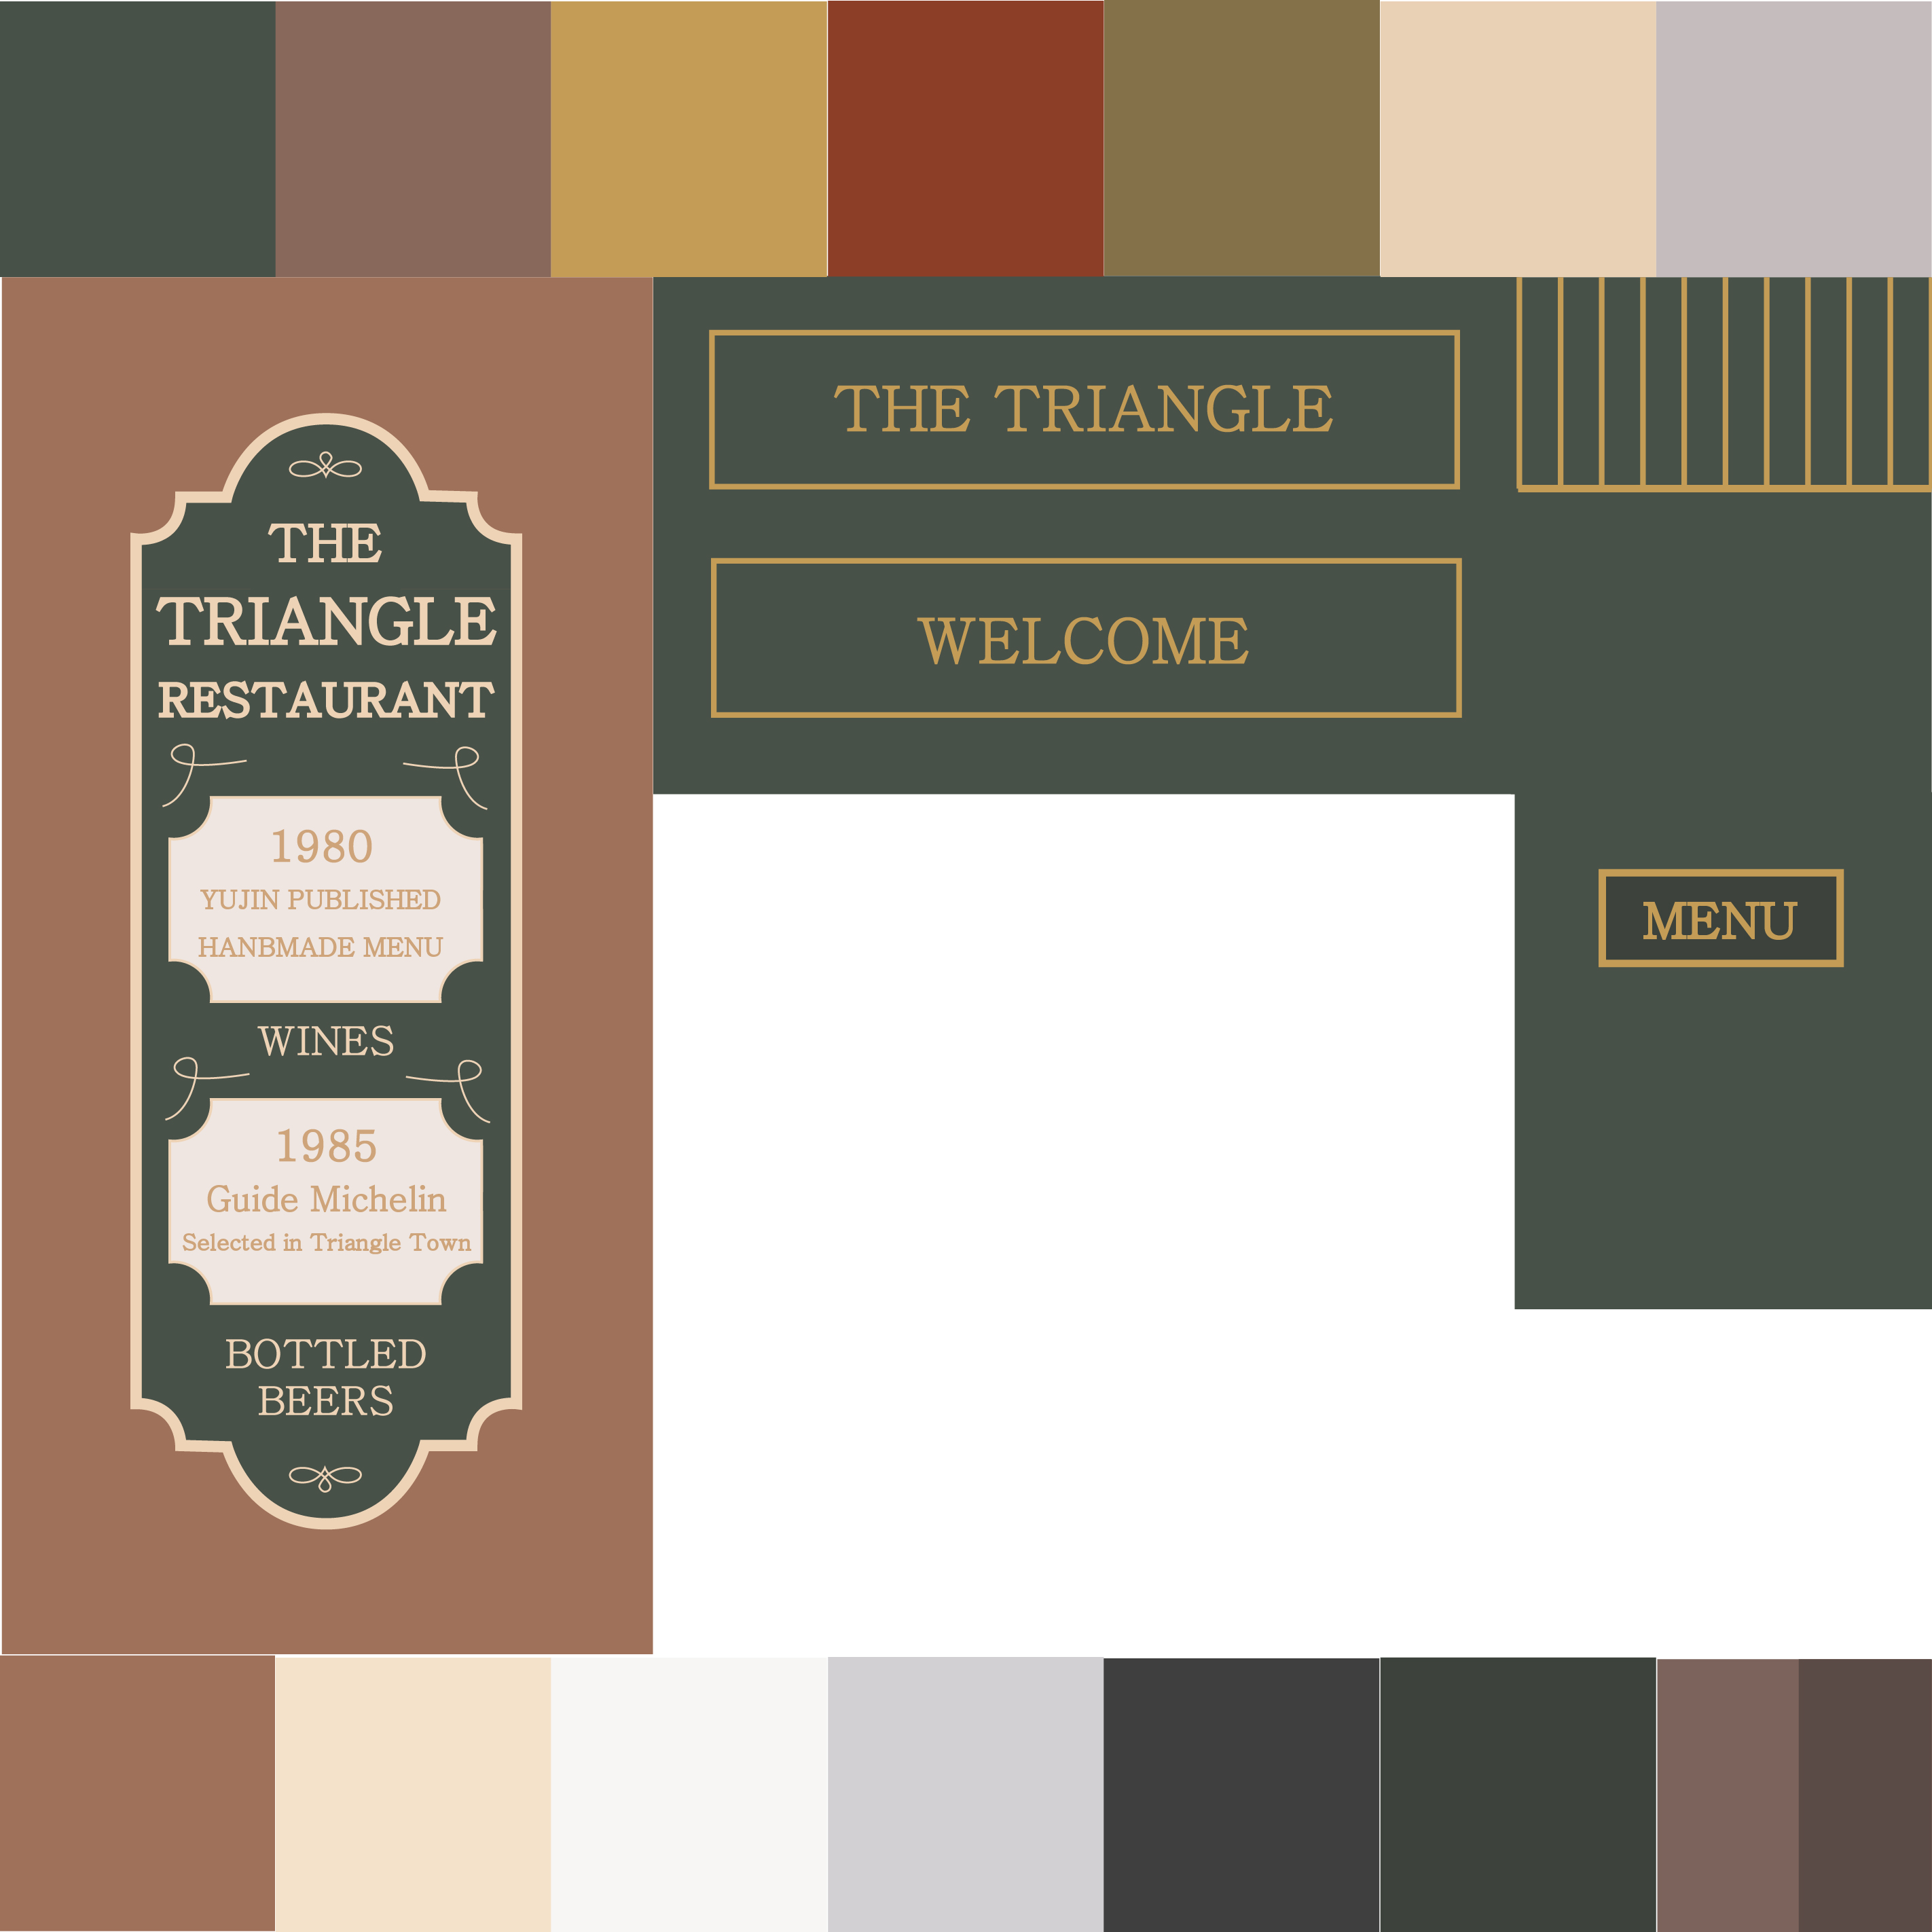 THE
TRIANGLE
RESTAURANT
1980
YUJIN PUBLISHED
HANBMADE MENU
WINES
1985
Guide Michelin
Selected in Triangle Town
BOTTLED
BEERS
THE TRIANGLE
WELCOME
MENU